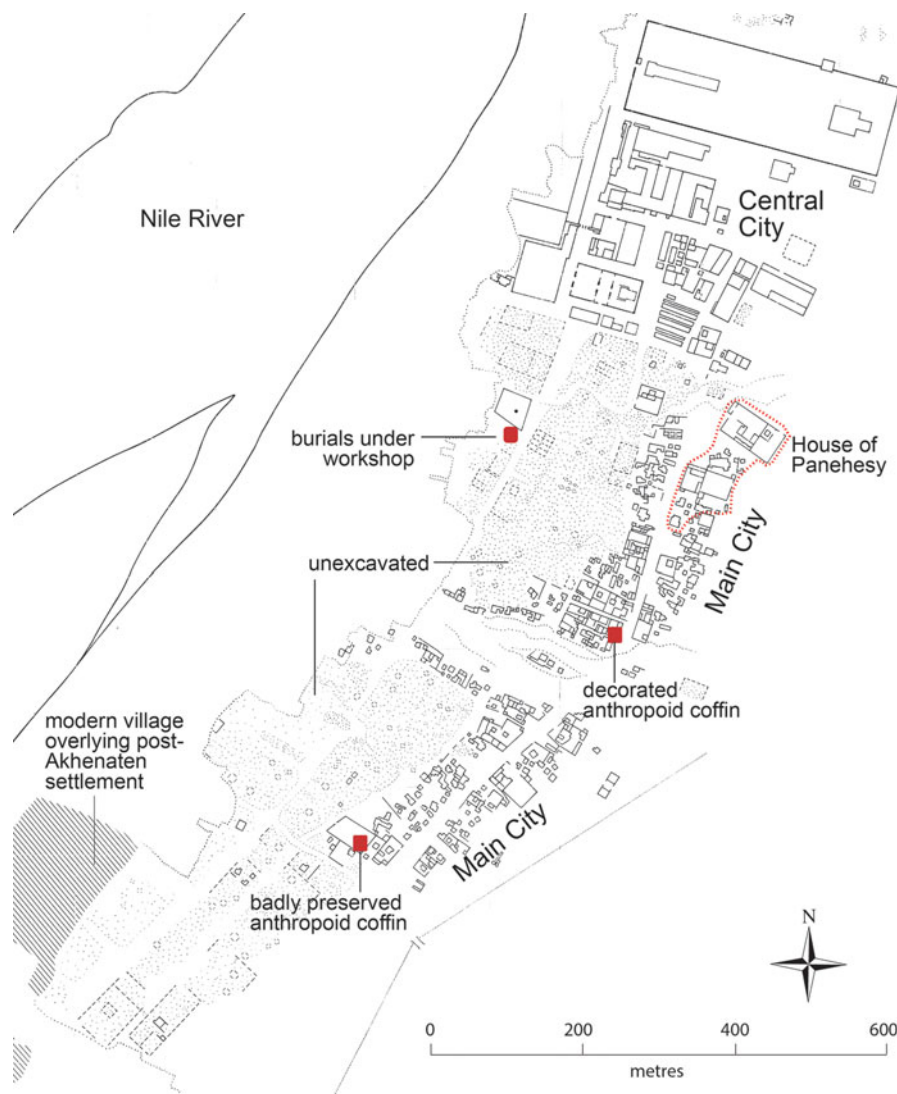 Nile River
Central
City
burials under
workshop
House of
Panehesy
Main City
unexcavated
decorated
anthropoid coffin
modern village
overlying post-
Akhenaten
settlement
Main City
badly preserved
anthropoid coffin
N
0 200 400 600
metres